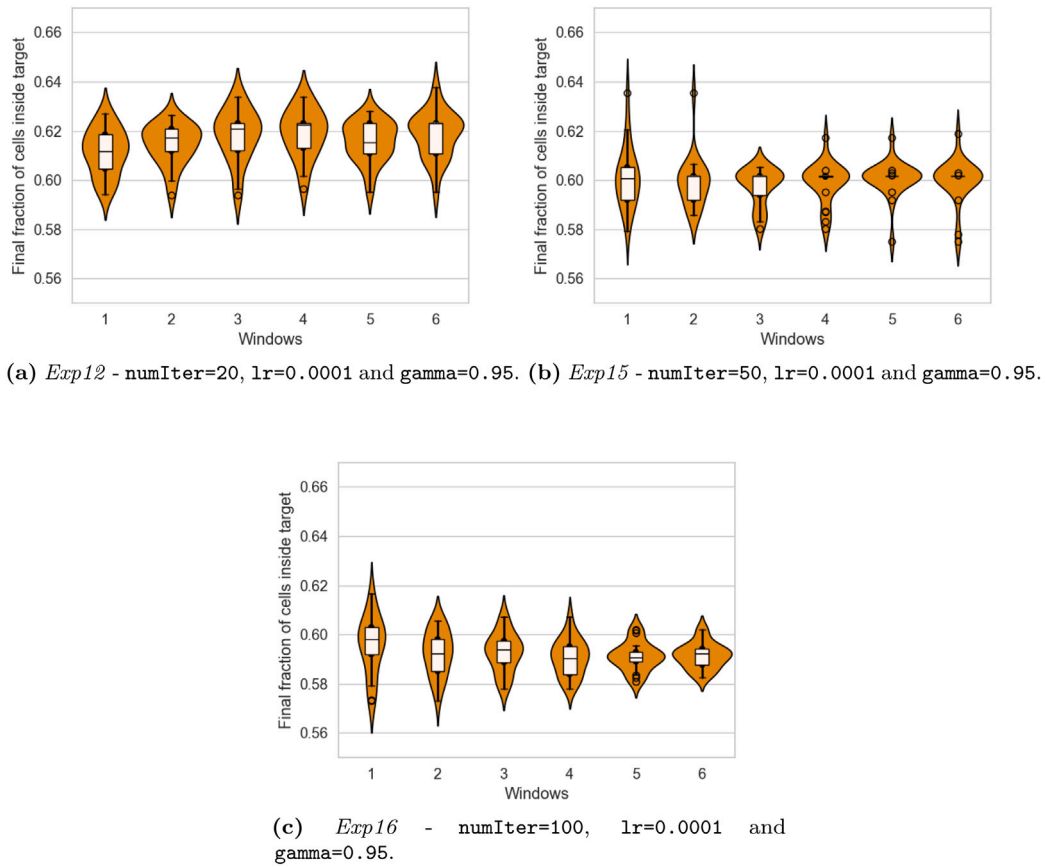 0.66
0.64
0.62
0.60
0.58
0.56
Final fraction of cells inside target
1 2 3 4 5 6
Windows
(a) Exp12 - numIter=20, lr=0.0001 and gamma=0.95.
0.66
0.64
0.62
0.60
0.58
0.56
Final fraction of cells inside target
1 2 3 4 5 6
Windows
(b) Exp15 - numIter=50, lr=0.0001 and gamma=0.95.
0.66
0.64
0.62
0.60
0.58
0.56
Final fraction of cells inside target
1 2 3 4 5 6
Windows
(c) Exp16 - numIter=100, lr=0.0001 and
gamma=0.95.